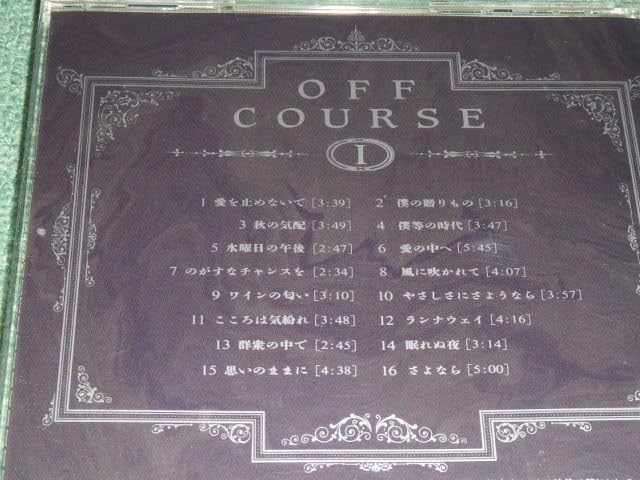 OFF
COURSE
I
1 愛を止めないで [3:39] 2 僕の贈りもの [3:16]
3 秋の気配 [3:49] 4 僕等の時代 [3:47]
5 水曜日の午後 [2:47] 6 愛の中へ [5:45]
7 のがすなチャンスを [2:34] 8 風に吹かれて [4:07]
9 ワインの匂い [3:10] 10 やさしさにさようなら [3:57]
11 こころは気紛れ [3:48] 12 ランナウェイ [4:16]
13 群衆の中で [2:45] 14 眠れぬ夜 [3:14]
15 思いのままに [4:38] 16 さよなら [5:00]